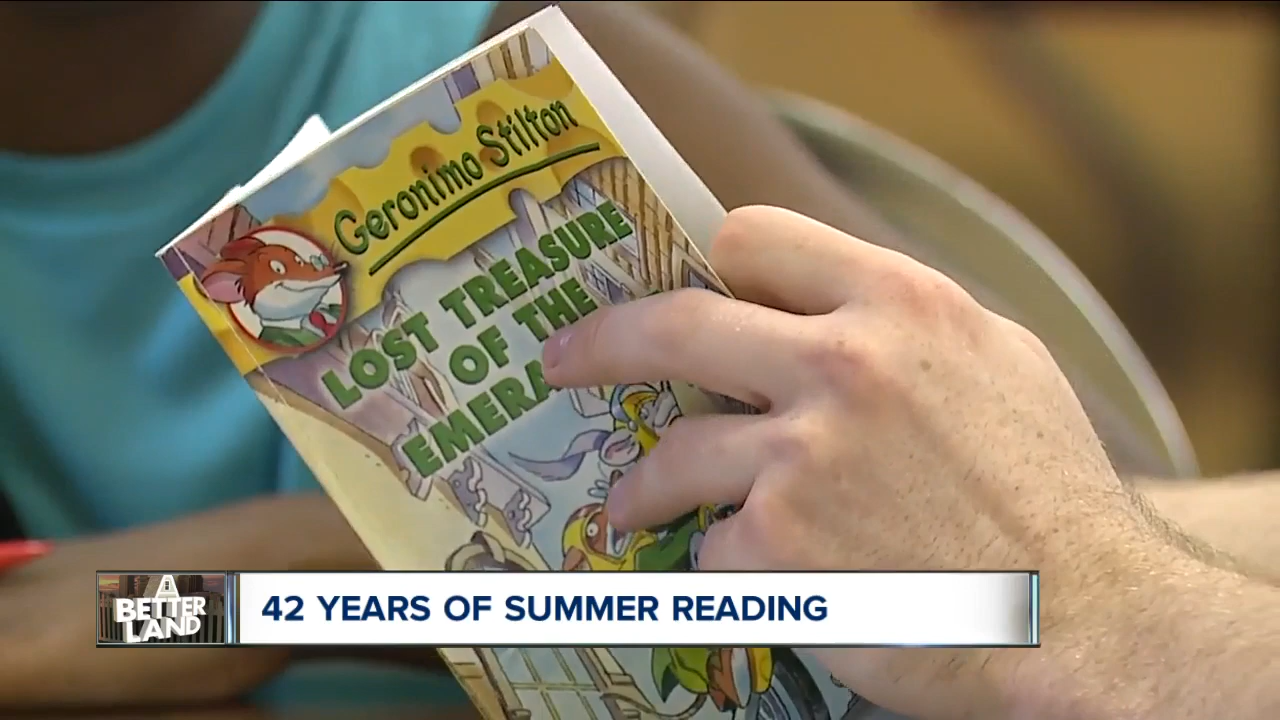 Geronimo Stilton
LOST TREASURE
OF THE
EMERA
A
BETTER
LAND
42 YEARS OF SUMMER READING